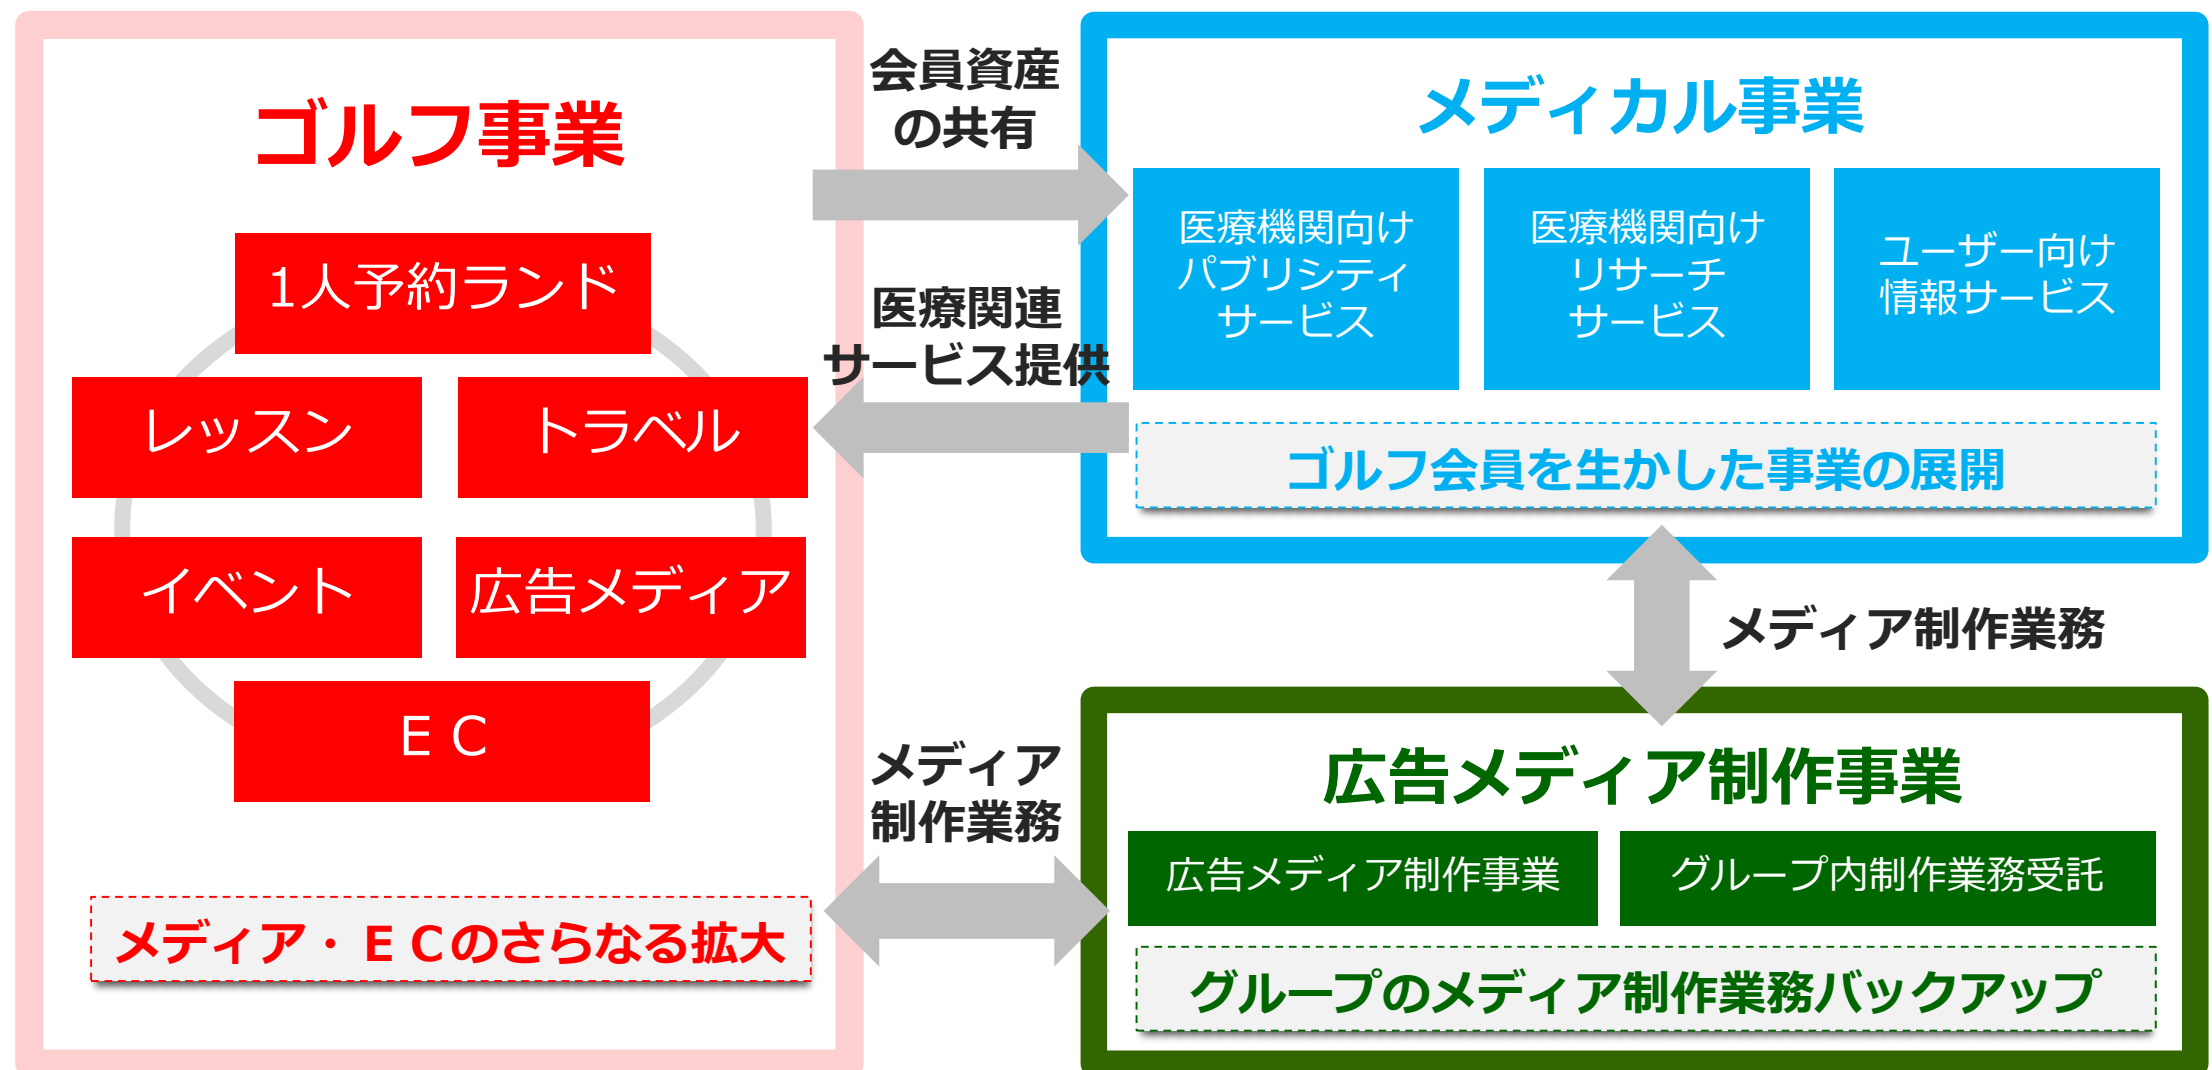 ゴルフ事業
1人予約ランド
レッスン
トラベル
イベント
広告メディア
ＥＣ
メディア・ＥＣのさらなる拡大
会員資産
の共有
医療関連
サービス提供
メディア
制作業務
メディカル事業
医療機関向け
パブリシティ
サービス
医療機関向け
リサーチ
サービス
ユーザー向け
情報サービス
ゴルフ会員を生かした事業の展開
メディア制作業務
広告メディア制作事業
広告メディア制作事業
グループ内制作業務受託
グループのメディア制作業務バックアップ